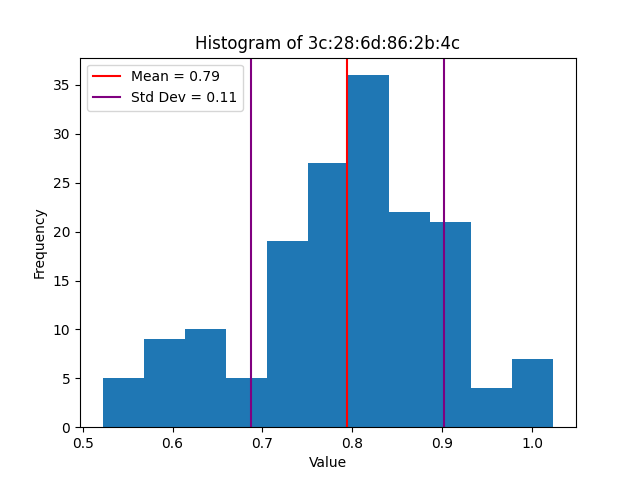 Histogram of 3c:28:6d:86:2b:4c
Mean = 0.79
Std Dev = 0.11
Frequency
35
30
25
20
15
10
5
0
0.5 0.6 0.7 0.8 0.9 1.0
Value